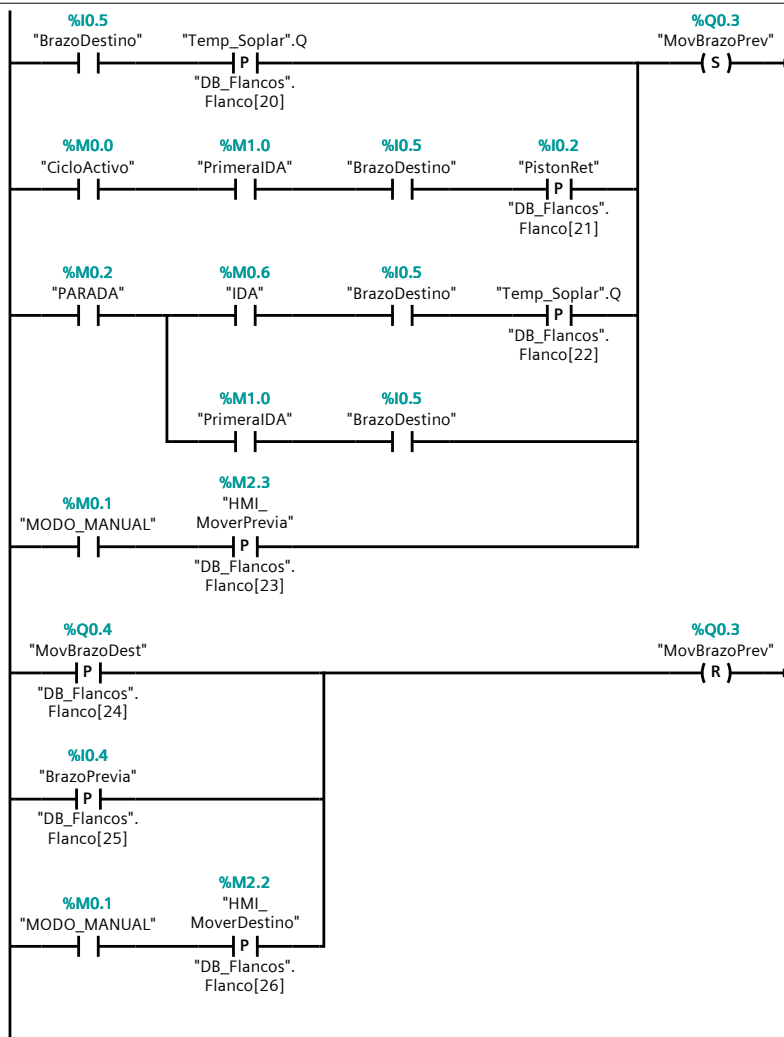 %I0.5
"BrazoDestino"
"Temp_Soplar".Q
P
"DB_Flancos".
Flanco[20]
%Q0.3
"MovBrazoPrev"
S
%M0.0
"CicloActivo"
%M1.0
"PrimeraIDA"
%I0.5
"BrazoDestino"
%I0.2
"PistonRet"
P
"DB_Flancos".
Flanco[21]
%M0.2
"PARADA"
%M0.6
"IDA"
%I0.5
"BrazoDestino"
"Temp_Soplar".Q
P
"DB_Flancos".
Flanco[22]
%M1.0
"PrimeraIDA"
%I0.5
"BrazoDestino"
%M0.1
"MODO_MANUAL"
%M2.3
"HMI_
MoverPrevia"
P
"DB_Flancos".
Flanco[23]
%Q0.4
"MovBrazoDest"
P
"DB_Flancos".
Flanco[24]
%Q0.3
"MovBrazoPrev"
R
%I0.4
"BrazoPrevia"
P
"DB_Flancos".
Flanco[25]
%M0.1
"MODO_MANUAL"
%M2.2
"HMI_
MoverDestino"
P
"DB_Flancos".
Flanco[26]